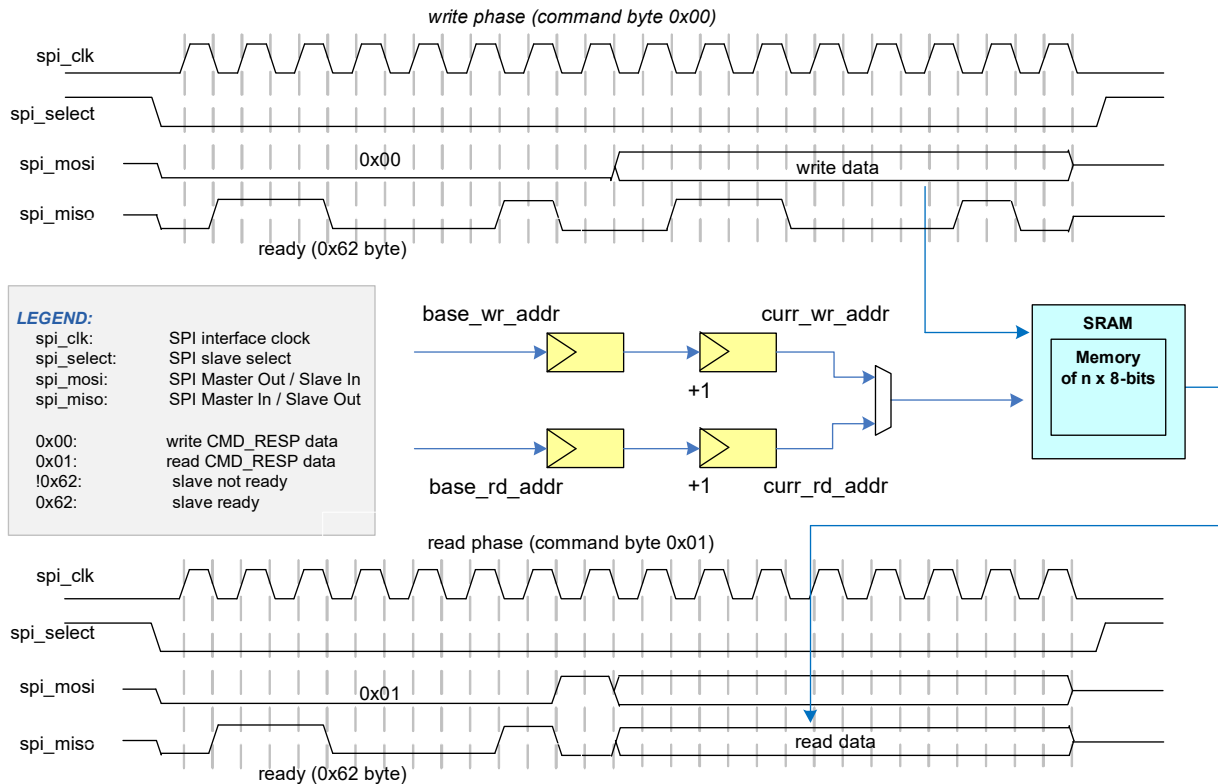 write phase (command byte 0x00)
spi_clk
spi_select
spi_mosi
0x00
write data
spi_miso
ready (0x62 byte)
LEGEND:
spi_clk: SPI interface clock
spi_select: SPI slave select
spi_mosi: SPI Master Out / Slave In
spi_miso: SPI Master In / Slave Out
0x00: write CMD_RESP data
0x01: read CMD_RESP data
!0x62: slave not ready
0x62: slave ready
base_wr_addr
curr_wr_addr
+1
SRAM
Memory
of n x 8-bits
base_rd_addr
+1
curr_rd_addr
read phase (command byte 0x01)
spi_clk
spi_select
spi_mosi
0x01
spi_miso
read data
ready (0x62 byte)